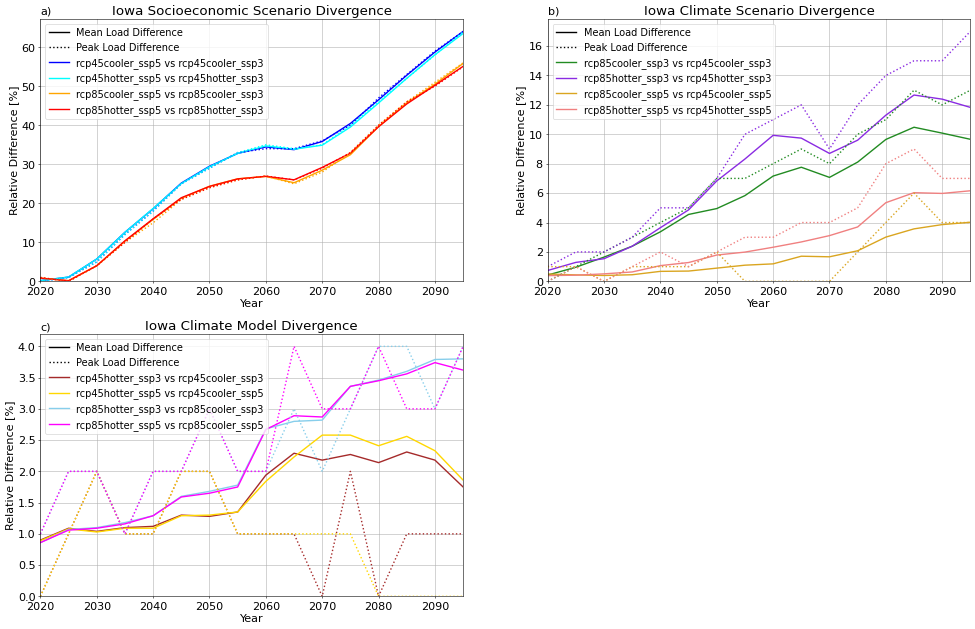 a)
Iowa Socioeconomic Scenario Divergence
Mean Load Difference
Peak Load Difference
rcp45cooler_ssp5 vs rcp45cooler_ssp3
rcp45hotter_ssp5 vs rcp45hotter_ssp3
rcp85cooler_ssp5 vs rcp85cooler_ssp3
rcp85hotter_ssp5 vs rcp85hotter_ssp3
Relative Difference [%]
60
50
40
30
20
10
0
2020 2030 2040 2050 2060 2070 2080 2090
Year
b)
Iowa Climate Scenario Divergence
Mean Load Difference
Peak Load Difference
rcp85cooler_ssp3 vs rcp45cooler_ssp3
rcp85hotter_ssp3 vs rcp45hotter_ssp3
rcp85cooler_ssp5 vs rcp45cooler_ssp5
rcp85hotter_ssp5 vs rcp45hotter_ssp5
Relative Difference [%]
16
14
12
10
8
6
4
2
0
2020 2030 2040 2050 2060 2070 2080 2090
Year
c)
Iowa Climate Model Divergence
Mean Load Difference
Peak Load Difference
rcp45hotter_ssp3 vs rcp45cooler_ssp3
rcp45hotter_ssp5 vs rcp45cooler_ssp5
rcp85hotter_ssp3 vs rcp85cooler_ssp3
rcp85hotter_ssp5 vs rcp85cooler_ssp5
Relative Difference [%]
4.0
3.5
3.0
2.5
2.0
1.5
1.0
0.5
0.0
2020 2030 2040 2050 2060 2070 2080 2090
Year